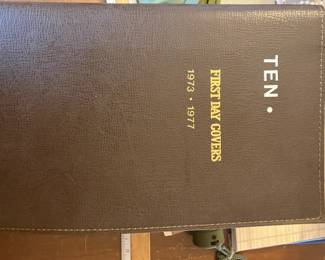 TEN •
FIRST DAY COVERS
1973 • 1977